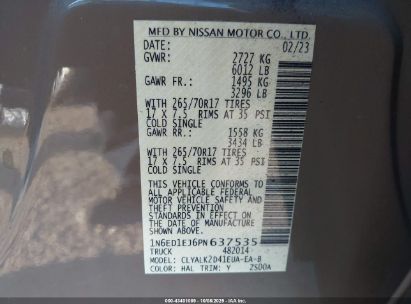 MFD BY NISSAN MOTOR CO., LTD.
DATE: 02/23
GVWR: 2727 KG
6012 LB
GAWR FR.: 1495 KG
3296 LB
WITH 265/70R17 TIRES
17 X 7.5 RIMS AT 35 PSI
COLD SINGLE
GAWR RR.: 1558 KG
3434 LB
WITH 265/70R17 TIRES
17 X 7.5 RIMS AT 35 PSI
COLD SINGLE
THIS VEHICLE CONFORMS
TO ALL APPLICABLE FEDERAL
MOTOR VEHICLE SAFETY AND
THEFT PREVENTION
STANDARDS IN EFFECT ON THE
DATE OF MANUFACTURE
SHOWN ABOVE.
1N6ED1EJ6PN637535
TRUCK 482014
MODEL: CLYALKZD41EUA-EA-B
COLOR: HAL TRIM: Y ZSODA